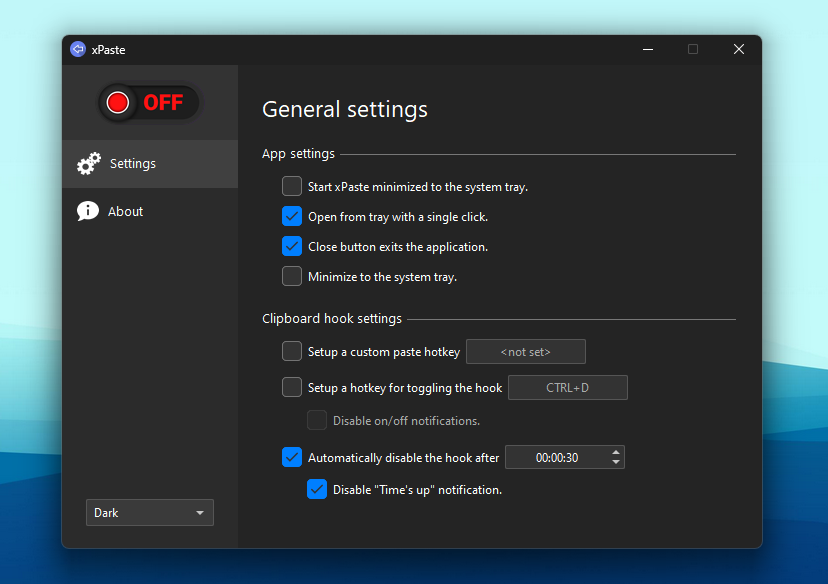 xPaste
OFF
Settings
About
Dark
General settings
App settings
Start xPaste minimized to the system tray.
Open from tray with a single click.
Close button exits the application.
Minimize to the system tray.
Clipboard hook settings
Setup a custom paste hotkey <not set>
Setup a hotkey for toggling the hook CTRL+D
Disable on/off notifications.
Automatically disable the hook after 00:00:30
Disable "Time's up" notification.